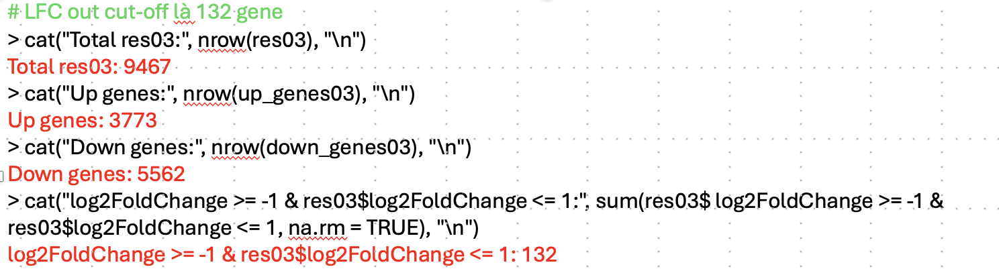 # LFC out cut-off là 132 gene
> cat("Total res03:", nrow(res03), "\n")
Total res03: 9467
> cat("Up genes:", nrow(up_genes03), "\n")
Up genes: 3773
> cat("Down genes:", nrow(down_genes03), "\n")
Down genes: 5562
> cat("log2FoldChange >= -1 & res03$log2FoldChange <= 1:", sum(res03$ log2FoldChange >= -1 &
res03$log2FoldChange <= 1, na.rm = TRUE), "\n")
log2FoldChange >= -1 & res03$log2FoldChange <= 1: 132